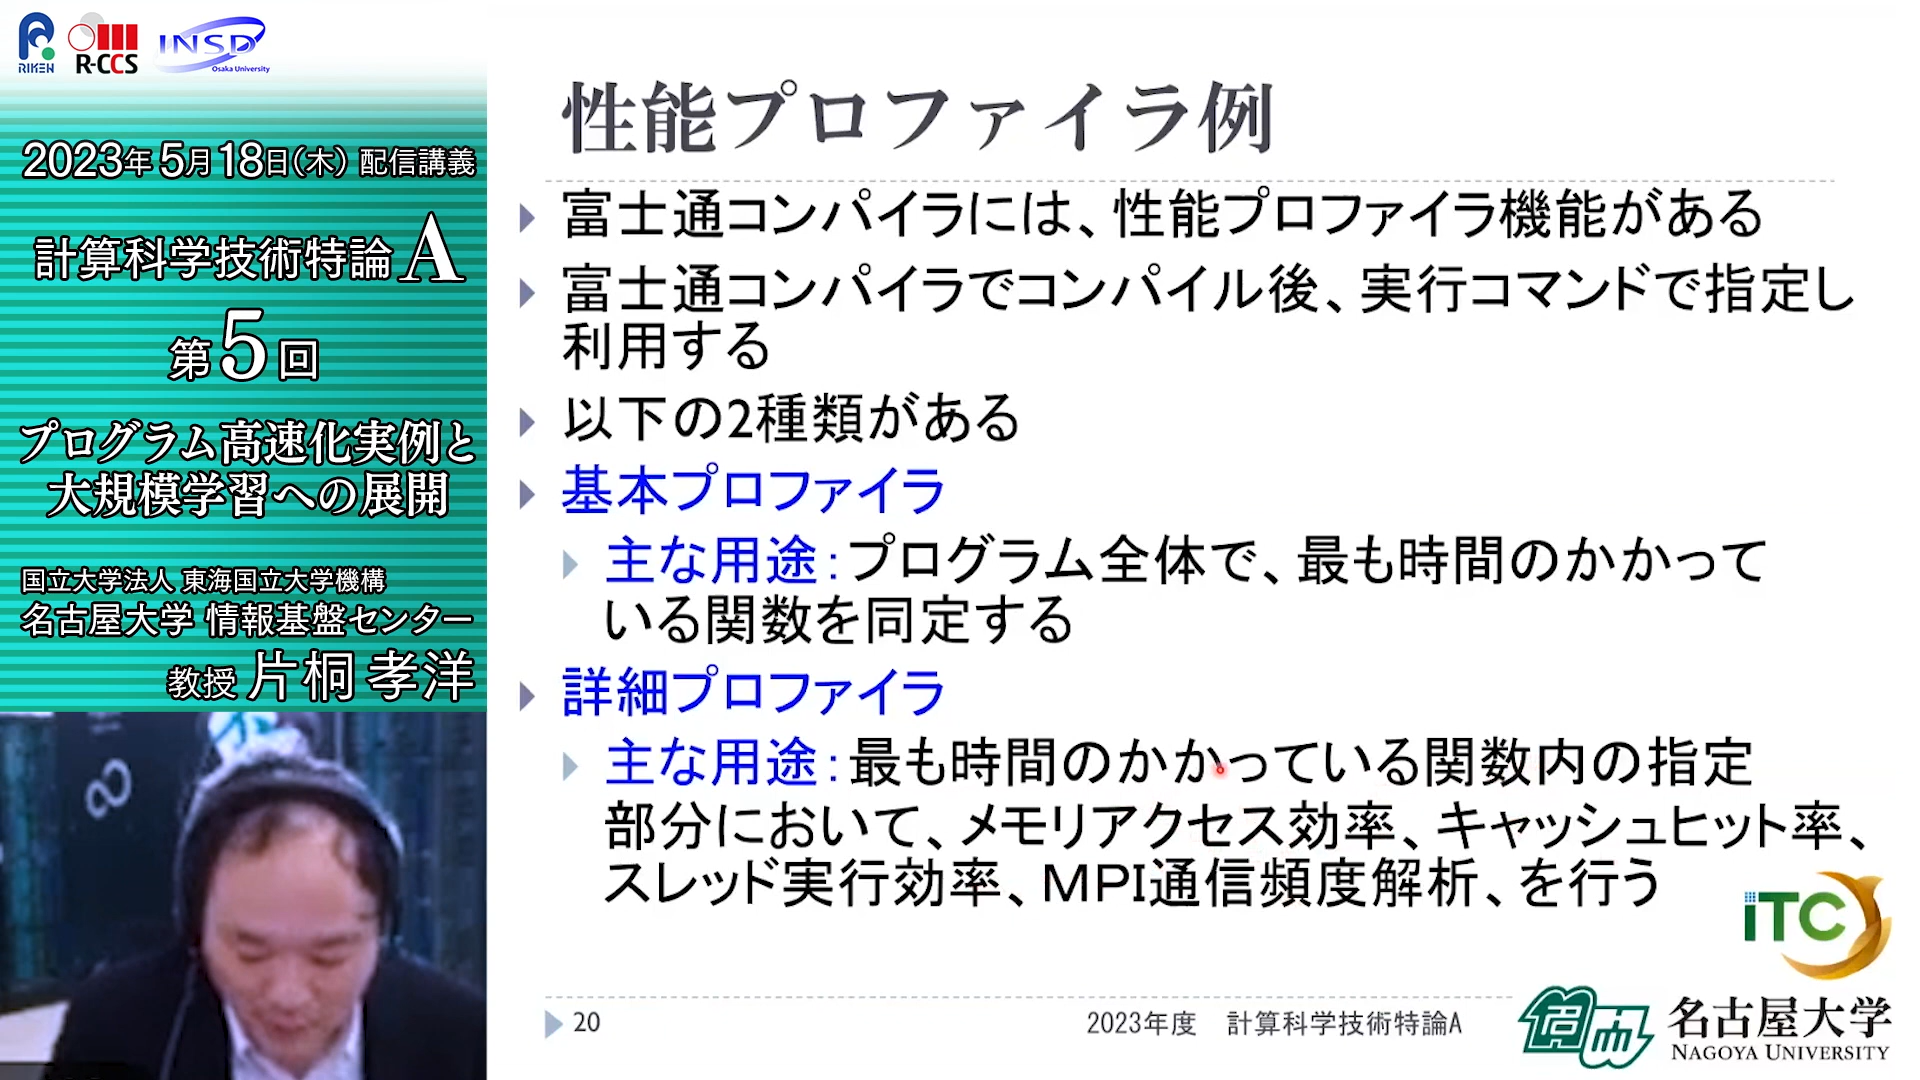 RIKEN
R-CCS
INSD
Osaka University
2023年5月18日(木) 配信講義
計算科学技術特論A
第5回
プログラム高速化実例と
大規模学習への展開
国立大学法人 東海国立大学機構
名古屋大学 情報基盤センター
教授 片桐 孝洋
性能プロファイラ例
富士通コンパイラには、性能プロファイラ機能がある
富士通コンパイラでコンパイル後、実行コマンドで指定し
利用する
以下の2種類がある
基本プロファイラ
主な用途：プログラム全体で、最も時間のかかって
いる関数を同定する
詳細プロファイラ
主な用途：最も時間のかかっている関数内の指定
部分において、メモリアクセス効率、キャッシュヒット率、
スレッド実行効率、MPI通信頻度解析、を行う
iTC
20
2023年度　計算科学技術特論A
名古屋大学
NAGOYA UNIVERSITY